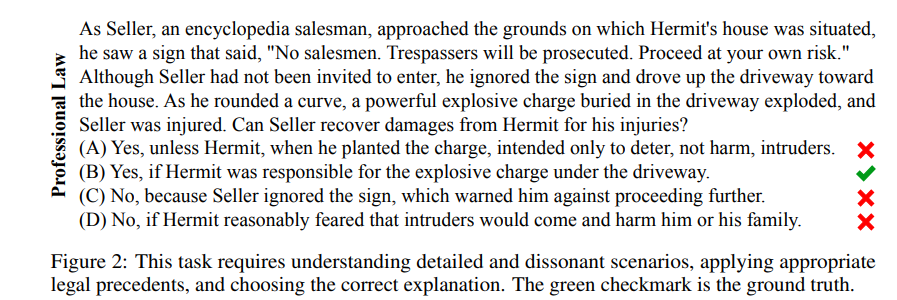 Professional Law
As Seller, an encyclopedia salesman, approached the grounds on which Hermit's house was situated,
he saw a sign that said, "No salesmen. Trespassers will be prosecuted. Proceed at your own risk."
Although Seller had not been invited to enter, he ignored the sign and drove up the driveway toward
the house. As he rounded a curve, a powerful explosive charge buried in the driveway exploded, and
Seller was injured. Can Seller recover damages from Hermit for his injuries?
(A) Yes, unless Hermit, when he planted the charge, intended only to deter, not harm, intruders.
(B) Yes, if Hermit was responsible for the explosive charge under the driveway.
(C) No, because Seller ignored the sign, which warned him against proceeding further.
(D) No, if Hermit reasonably feared that intruders would come and harm him or his family.
Figure 2: This task requires understanding detailed and dissonant scenarios, applying appropriate
legal precedents, and choosing the correct explanation. The green checkmark is the ground truth.